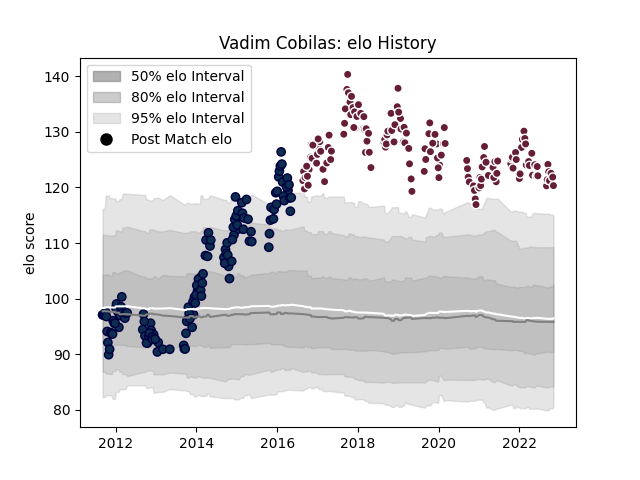 Vadim Cobilas: elo History
50% elo Interval
80% elo Interval
95% elo Interval
Post Match elo
elo score
140
130
120
110
100
90
80
2012 2014 2016 2018 2020 2022